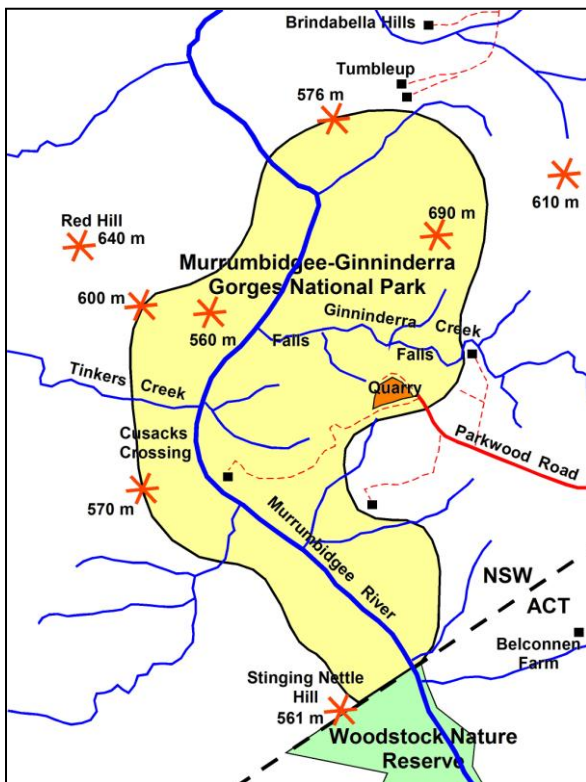 Brindabella Hills
Tumbleup
576 m
610 m
Red Hill
640 m
690 m
Murrumbidgee-Ginninderra
Gorges National Park
600 m
560 m
Ginninderra Creek
Falls
Falls
Tinkers Creek
Quarry
Cusacks
Crossing
Parkwood Road
570 m
Murrumbidgee River
NSW
ACT
Belconnen
Farm
Stinging Nettle
Hill
561 m
Woodstock Nature
Reserve